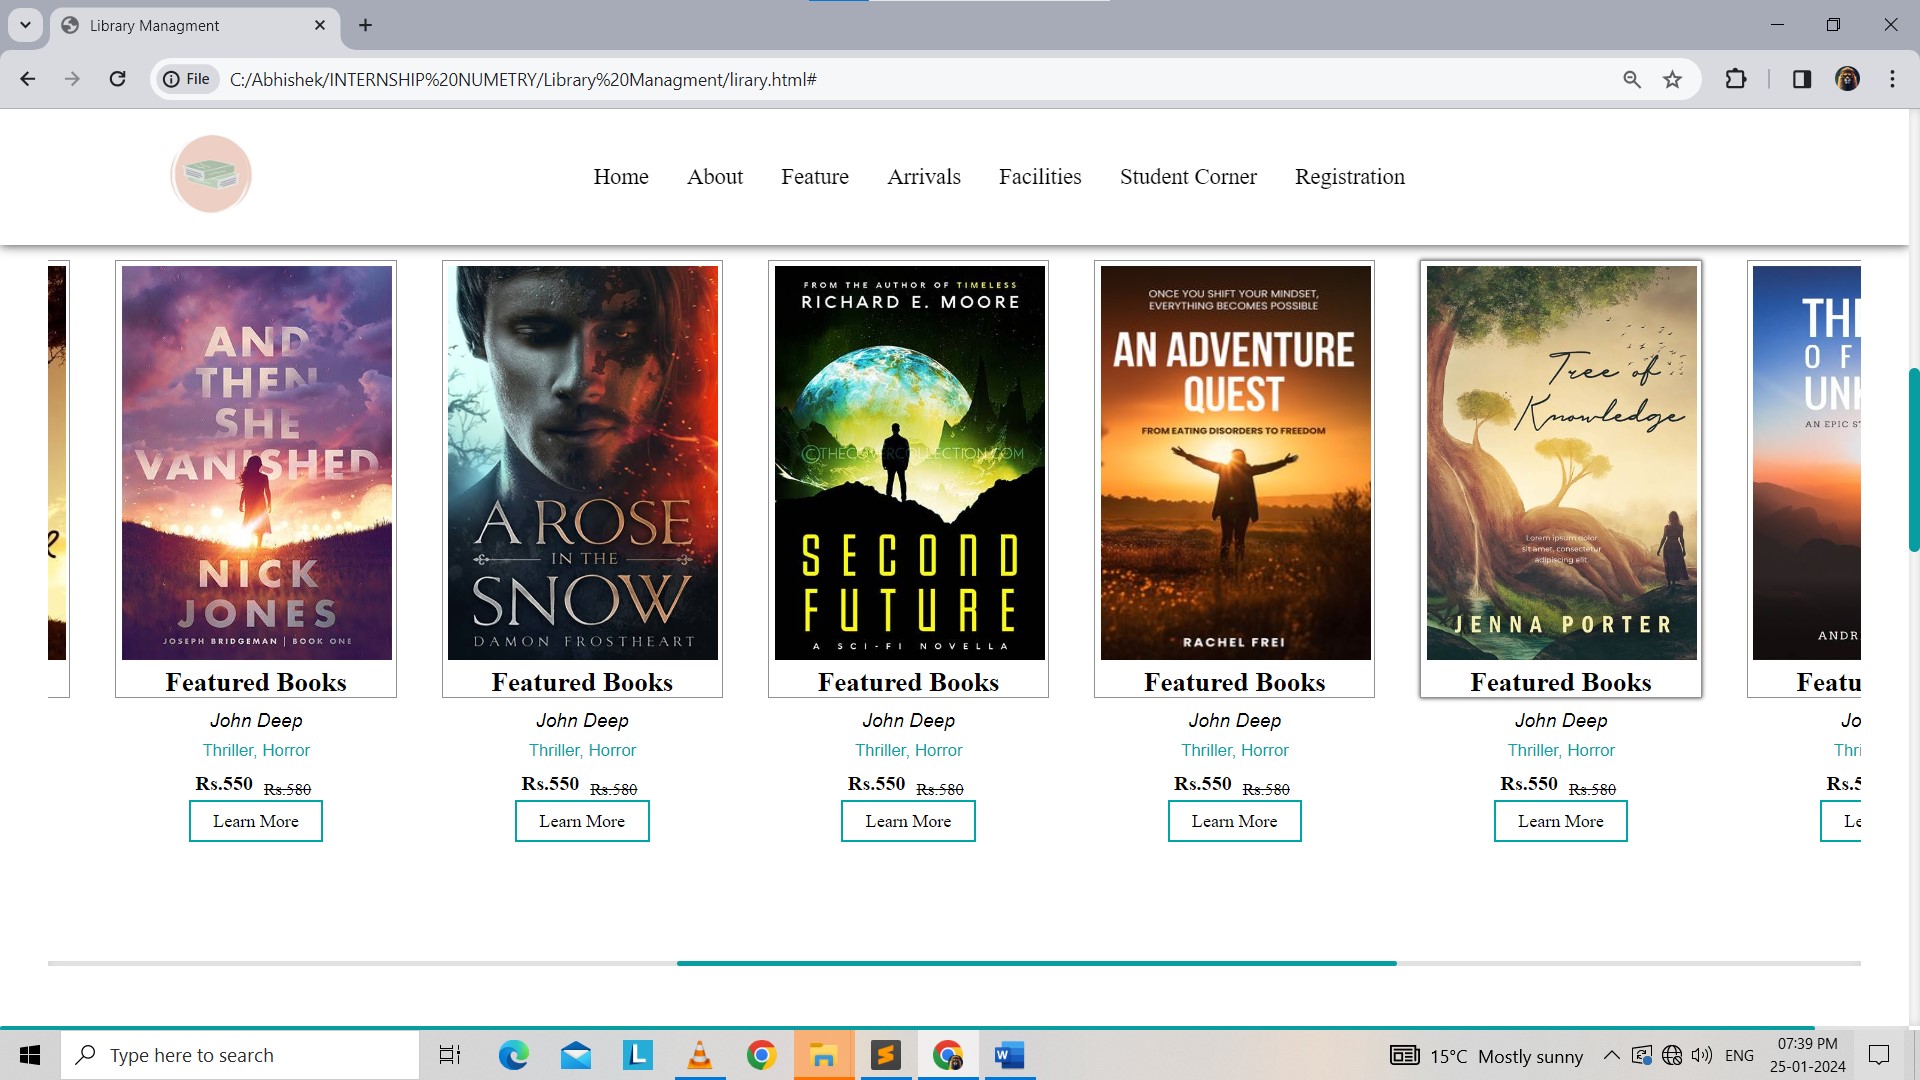 Library Managment
File
C:/Abhishek/INTERNSHIP%20NUMETRY/Library%20Managment/lirary.html#
Home About Feature Arrivals Facilities Student Corner Registration
AND
THEN
SHE
VANISHED
NICK
JONES
JOSEPH BRIDGEMAN | BOOK ONE
Featured Books
John Deep
Thriller, Horror
Rs.550 Rs.580
Learn More
A ROSE
IN THE
SNOW
DAMON FROSTHEART
Featured Books
John Deep
Thriller, Horror
Rs.550 Rs.580
Learn More
FROM THE AUTHOR OF TIMELESS
RICHARD E. MOORE
©THECOVERCOLLECTION.COM
SECOND
FUTURE
A SCI-FI NOVELLA
Featured Books
John Deep
Thriller, Horror
Rs.550 Rs.580
Learn More
ONCE YOU SHIFT YOUR MINDSET,
EVERYTHING BECOMES POSSIBLE
AN ADVENTURE
QUEST
FROM EATING DISORDERS TO FREEDOM
RACHEL FREI
Featured Books
John Deep
Thriller, Horror
Rs.550 Rs.580
Learn More
Tree of
Knowledge
Lorem ipsum dolor
sit amet, consectetur
adipiscing elit.
JENNA PORTER
Featured Books
John Deep
Thriller, Horror
Rs.550 Rs.580
Learn More
THE
OF
UNK
AN EPIC S
ANDR
Featu
Jo
Thri
Rs.5
Le
Type here to search
15°C Mostly sunny
ENG
07:39 PM
25-01-2024